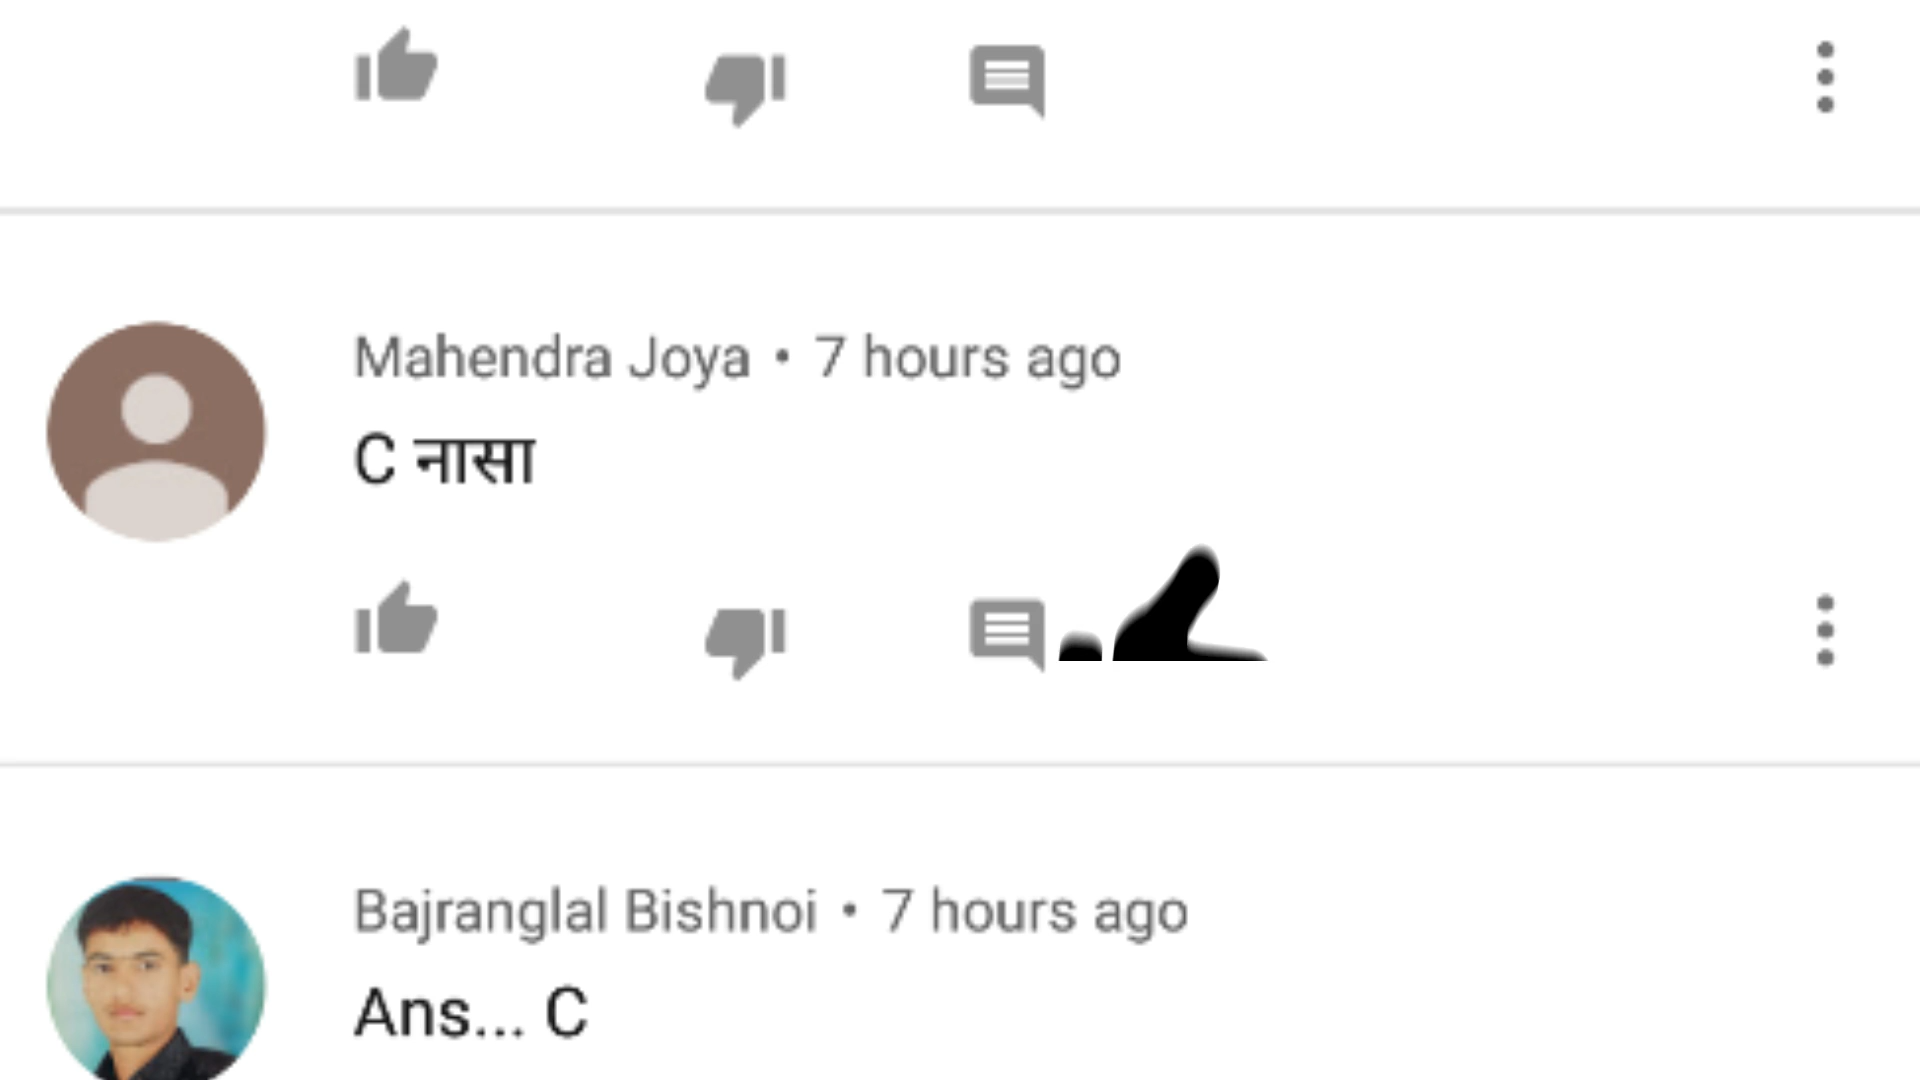 Mahendra Joya • 7 hours ago
C नासा
Bajranglal Bishnoi • 7 hours ago
Ans... C